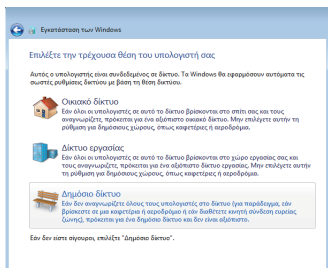 Εγκατάσταση των Windows
Επιλέξτε την τρέχουσα θέση του υπολογιστή σας
Αυτός ο υπολογιστής είναι συνδεδεμένος σε δίκτυο. Τα Windows θα εφαρμόσουν αυτόματα τις
σωστές ρυθμίσεις δικτύου με βάση τη θέση δικτύου.
Οικιακό δίκτυο
Εάν όλοι οι υπολογιστές σε αυτό το δίκτυο βρίσκονται στο σπίτι σας και τους
αναγνωρίζετε, πρόκειται για ένα αξιόπιστο οικιακό δίκτυο. Μην επιλέγετε αυτήν τη
ρύθμιση για δημόσιους χώρους, όπως καφετέριες ή αεροδρόμια.
Δίκτυο εργασίας
Εάν όλοι οι υπολογιστές σε αυτό το δίκτυο βρίσκονται στο χώρο εργασίας σας και
τους αναγνωρίζετε, πρόκειται για ένα αξιόπιστο δίκτυο εργασίας. Μην επιλέγετε αυτήν
τη ρύθμιση για δημόσιους χώρους, όπως καφετέριες ή αεροδρόμια.
Δημόσιο δίκτυο
Εάν δεν αναγνωρίζετε όλους τους υπολογιστές στο δίκτυο (για παράδειγμα, εάν
βρίσκεστε σε μια καφετέρια ή αεροδρόμιο ή εάν διαθέτετε κινητή σύνδεση ευρείας
ζώνης), πρόκειται για ένα δημόσιο δίκτυο και δεν είναι αξιόπιστο.
Εάν δεν είστε σίγουροι, επιλέξτε "Δημόσιο δίκτυο".